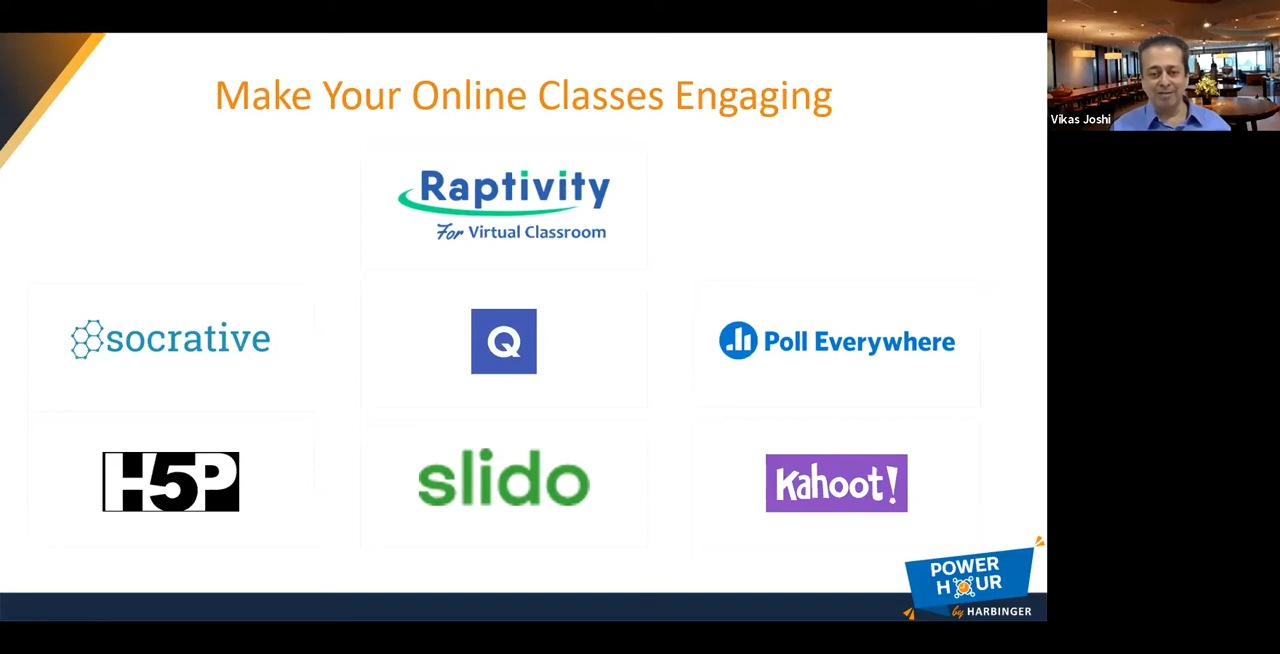 Make Your Online Classes Engaging
Vikas Joshi
Raptivity
For Virtual Classroom
socrative
Q
Poll Everywhere
H5P
slido
Kahoot!
POWER
HOUR
by HARBINGER